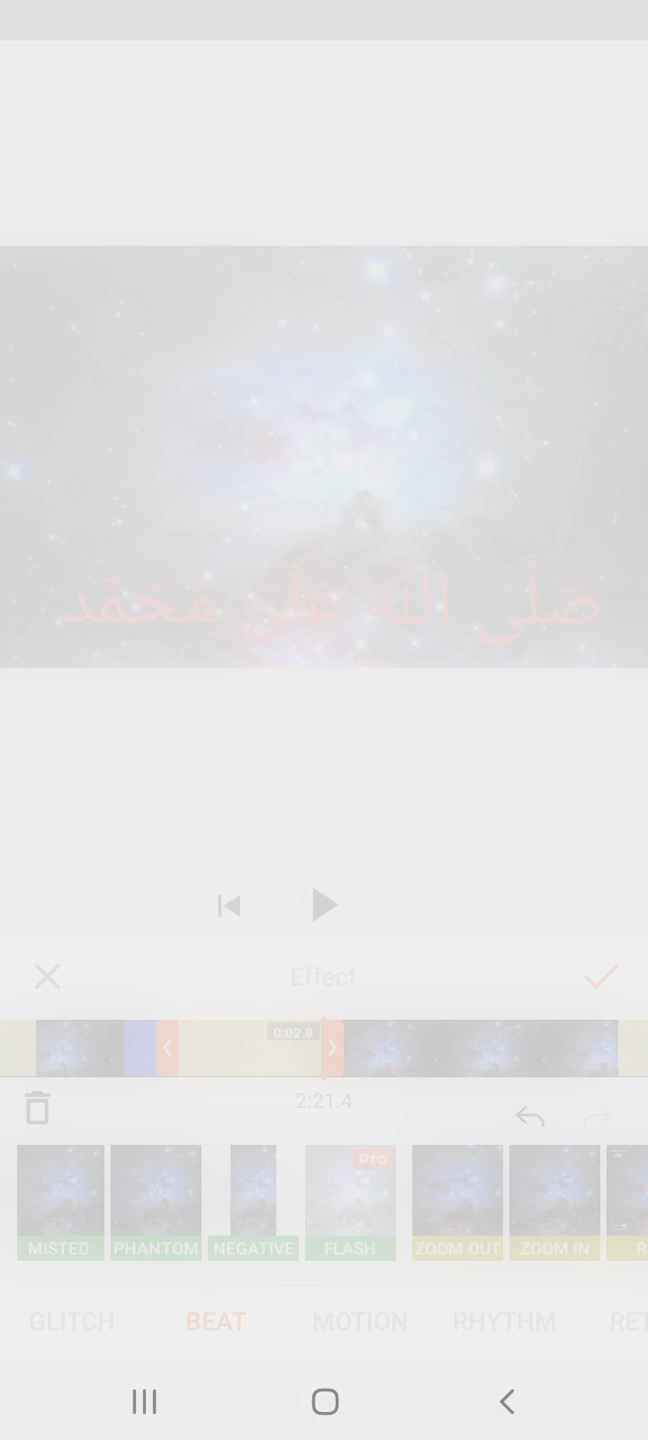 صَلَّى اللّهُ عَلَى مُحَمَّد
Effect
0:02.8
2:21.4
Pro
MISTED PHANTOM NEGATIVE FLASH ZOOM OUT ZOOM IN
GLITCH BEAT MOTION RHYTHM